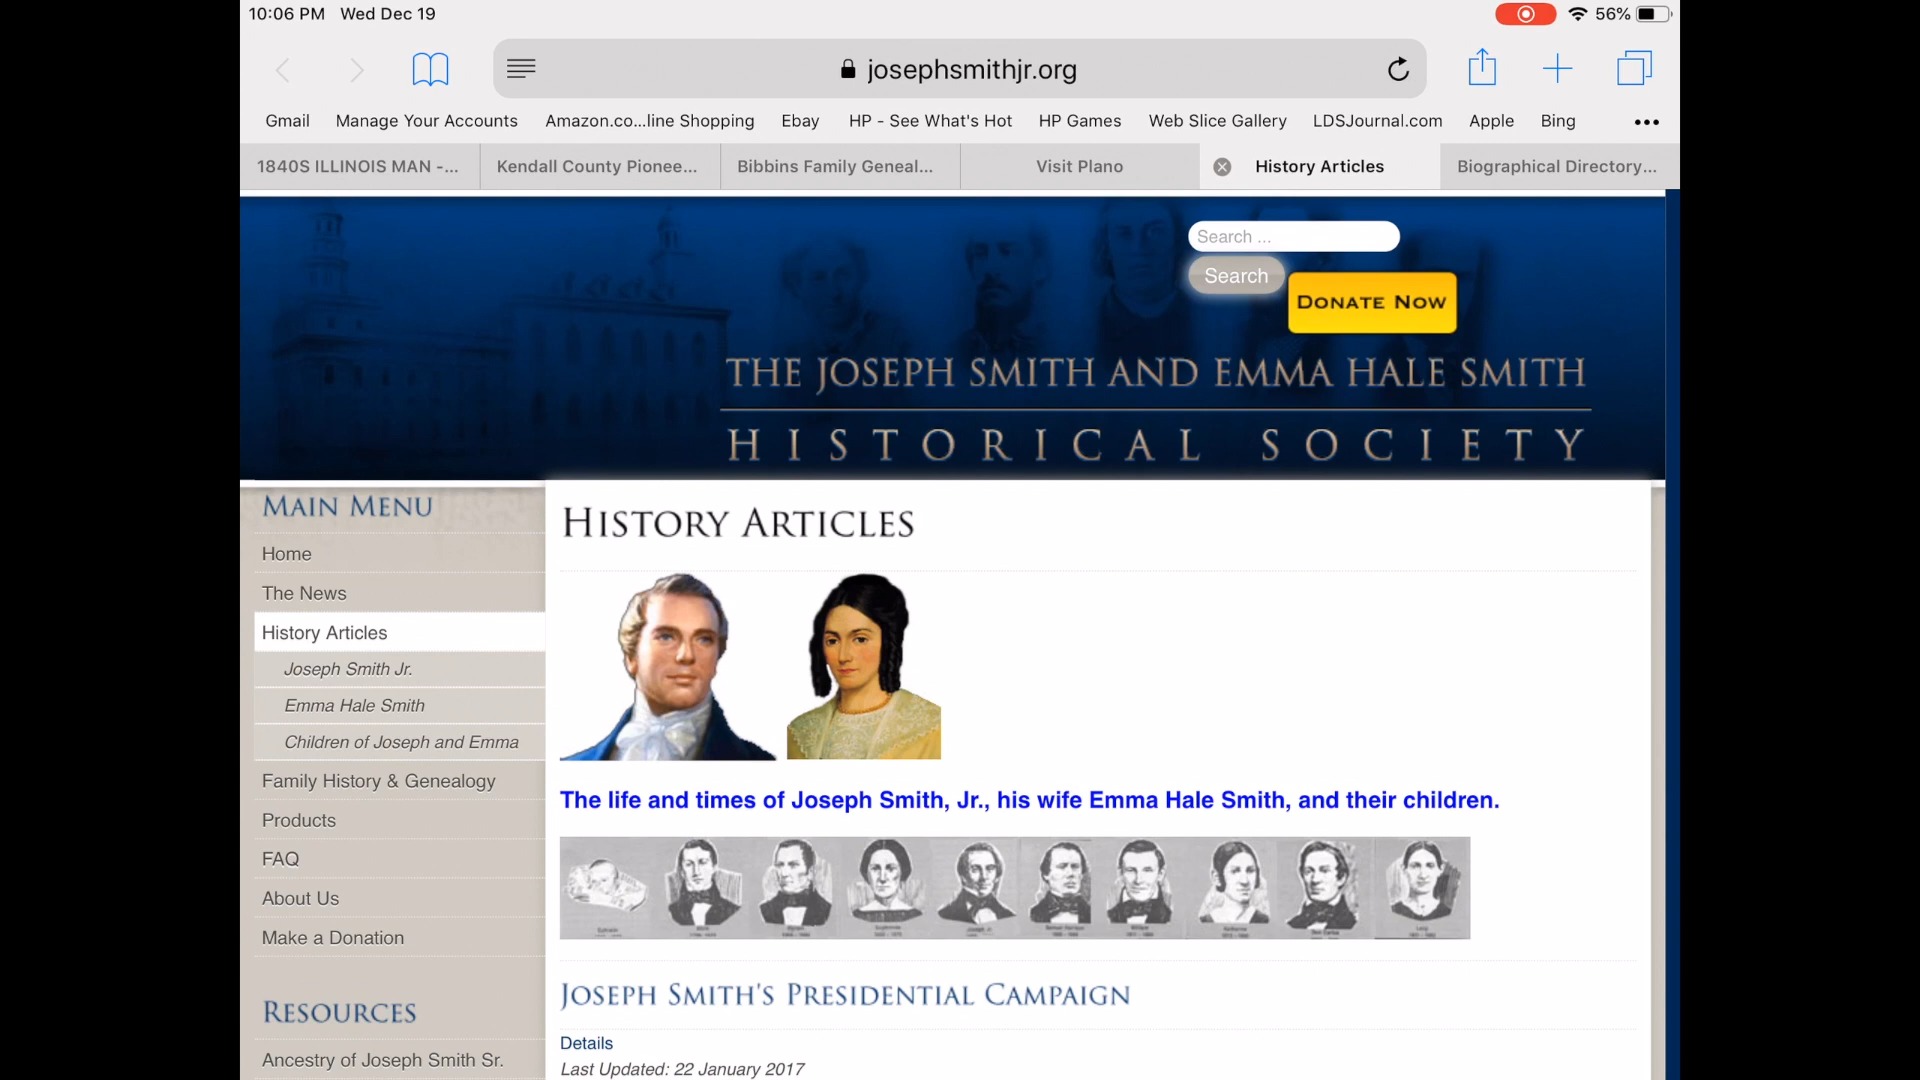 10:06 PM Wed Dec 19
56%
josephsmithjr.org
Gmail Manage Your Accounts Amazon.co...line Shopping Ebay HP - See What's Hot HP Games Web Slice Gallery LDSJournal.com Apple Bing
1840S ILLINOIS MAN -... Kendall County Pionee... Bibbins Family Geneal... Visit Plano History Articles Biographical Directory...
Search ...
Search
DONATE NOW
THE JOSEPH SMITH AND EMMA HALE SMITH
HISTORICAL SOCIETY
MAIN MENU
Home
The News
History Articles
Joseph Smith Jr.
Emma Hale Smith
Children of Joseph and Emma
Family History & Genealogy
Products
FAQ
About Us
Make a Donation
RESOURCES
Ancestry of Joseph Smith Sr.
HISTORY ARTICLES
The life and times of Joseph Smith, Jr., his wife Emma Hale Smith, and their children.
JOSEPH SMITH'S PRESIDENTIAL CAMPAIGN
Details
Last Updated: 22 January 2017